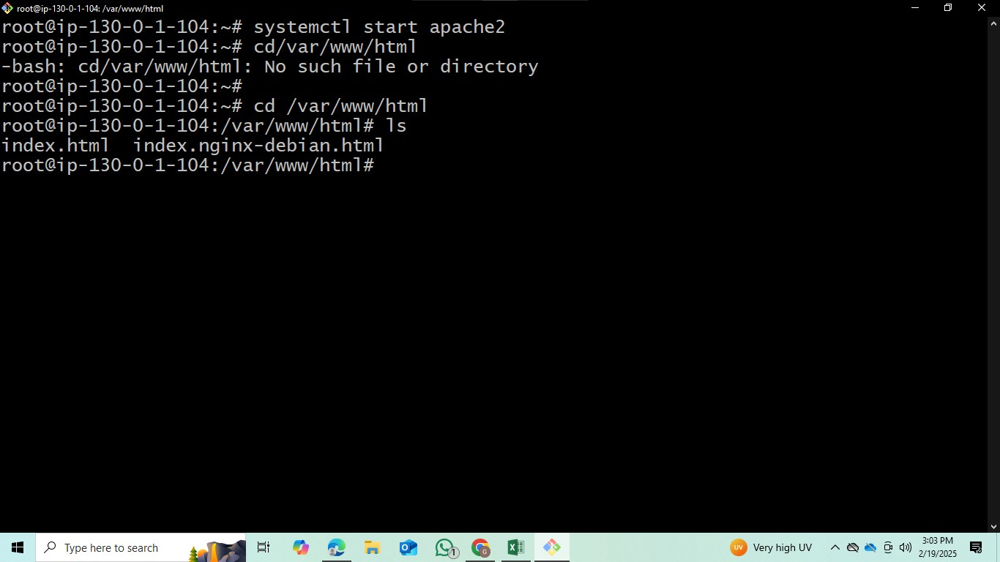 root@ip-130-0-1-104: /var/www/html
root@ip-130-0-1-104:~# systemctl start apache2
root@ip-130-0-1-104:~# cd/var/www/html
-bash: cd/var/www/html: No such file or directory
root@ip-130-0-1-104:~#
root@ip-130-0-1-104:~# cd /var/www/html
root@ip-130-0-1-104:/var/www/html# ls
index.html  index.nginx-debian.html
root@ip-130-0-1-104:/var/www/html#
Type here to search
1
G
UV
Very high UV
3:03 PM
2/19/2025